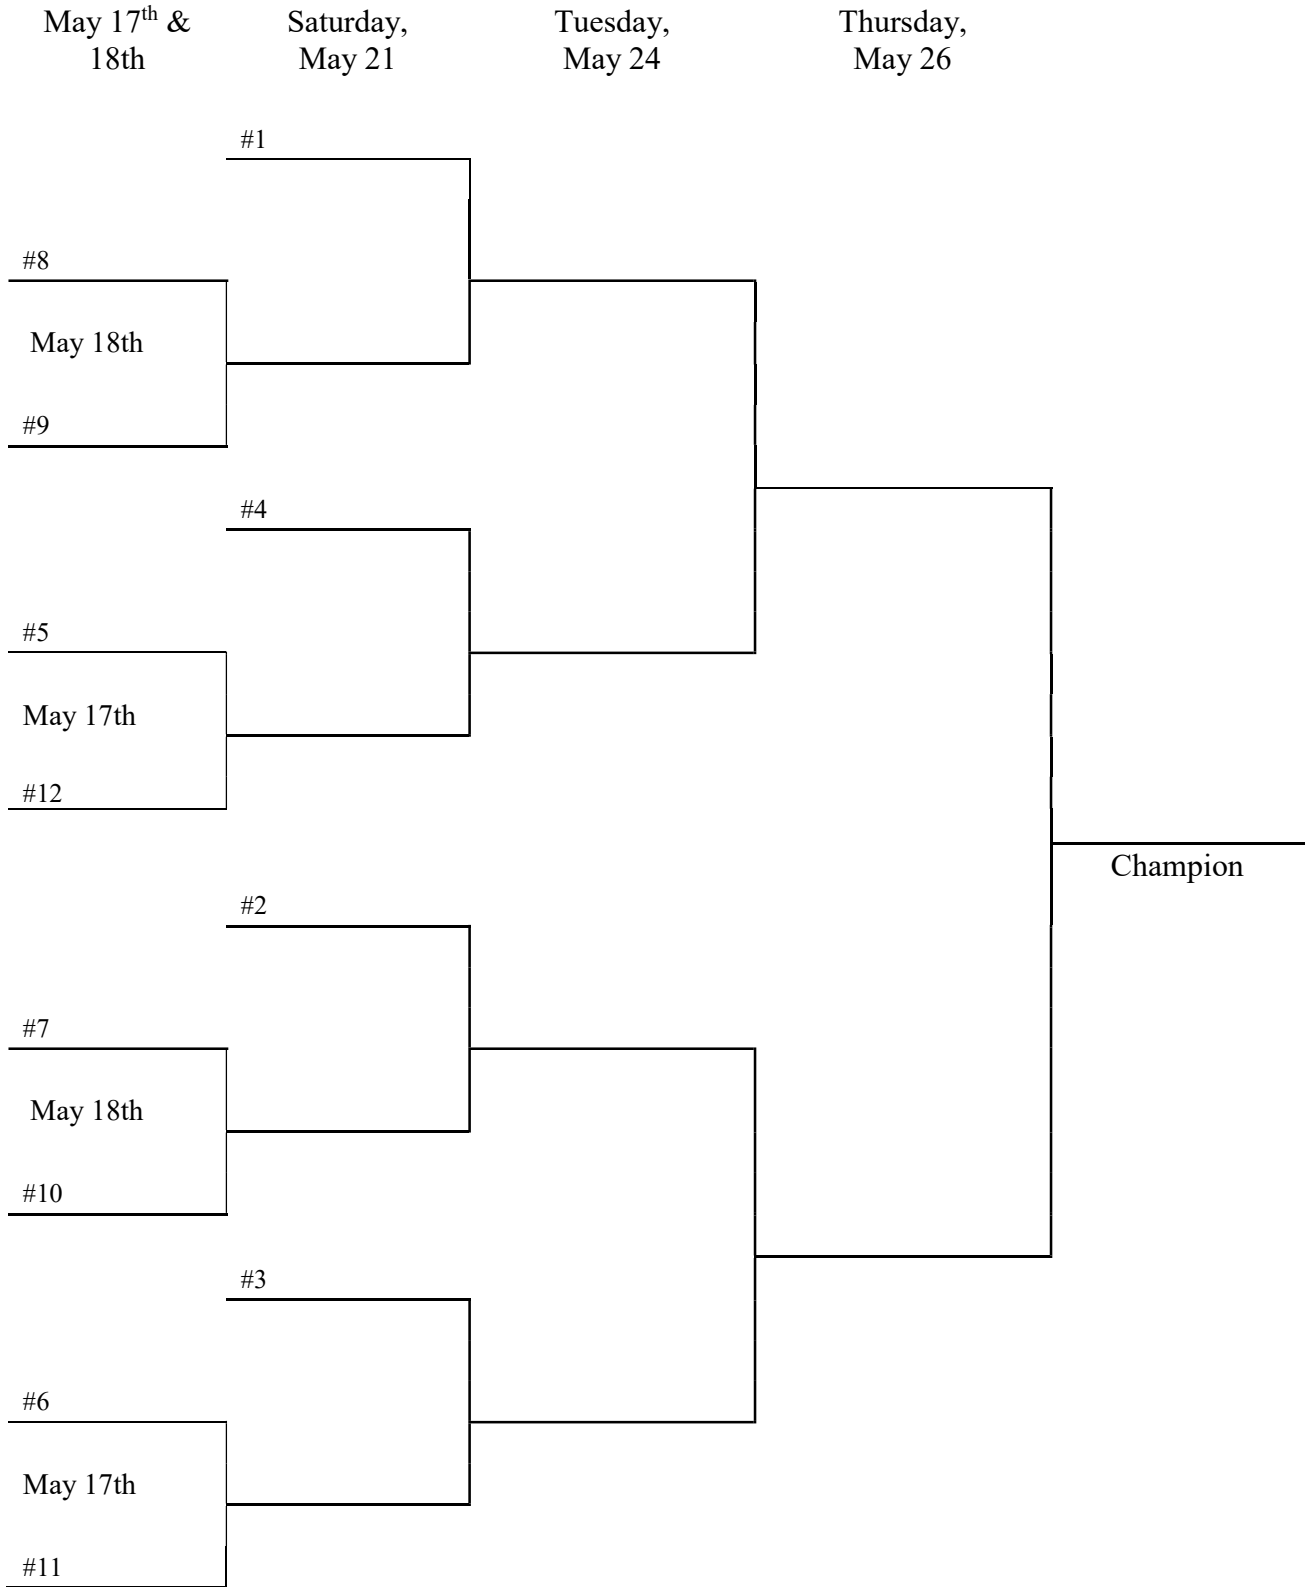 May 17th &
18th
Saturday,
May 21
Tuesday,
May 24
Thursday,
May 26
#1
#8
May 18th
#9
#4
#5
May 17th
#12
Champion
#2
#7
May 18th
#10
#3
#6
May 17th
#11